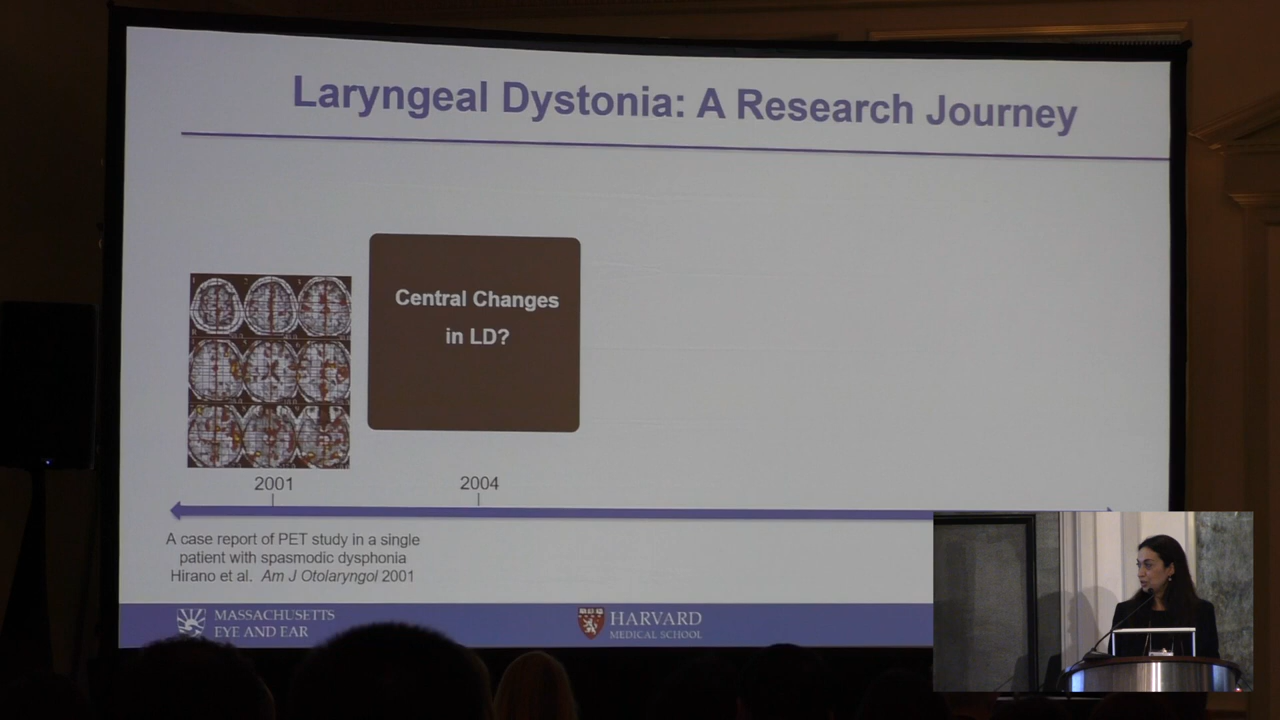 Laryngeal Dystonia: A Research Journey
Central Changes
in LD?
2001
2004
A case report of PET study in a single
patient with spasmodic dysphonia
Hirano et al. Am J Otolaryngol 2001
MASSACHUSETTS
EYE AND EAR
HARVARD
MEDICAL SCHOOL